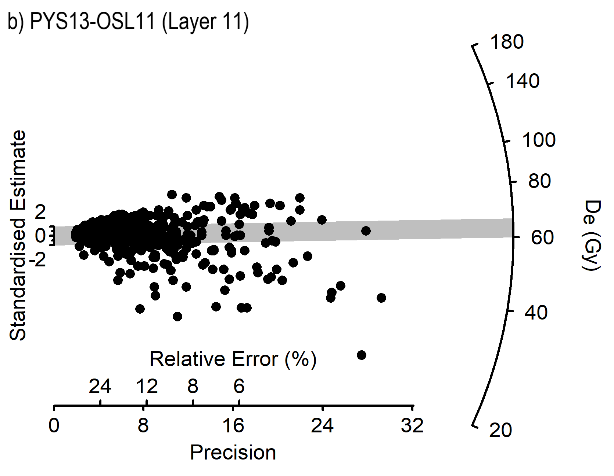 b) PYS13-OSL11 (Layer 11)
180
140
100
80
60
40
20
De (Gy)
Standardised Estimate
2
0
-2
Relative Error (%)
24 12 8 6
0 8 16 24 32
Precision